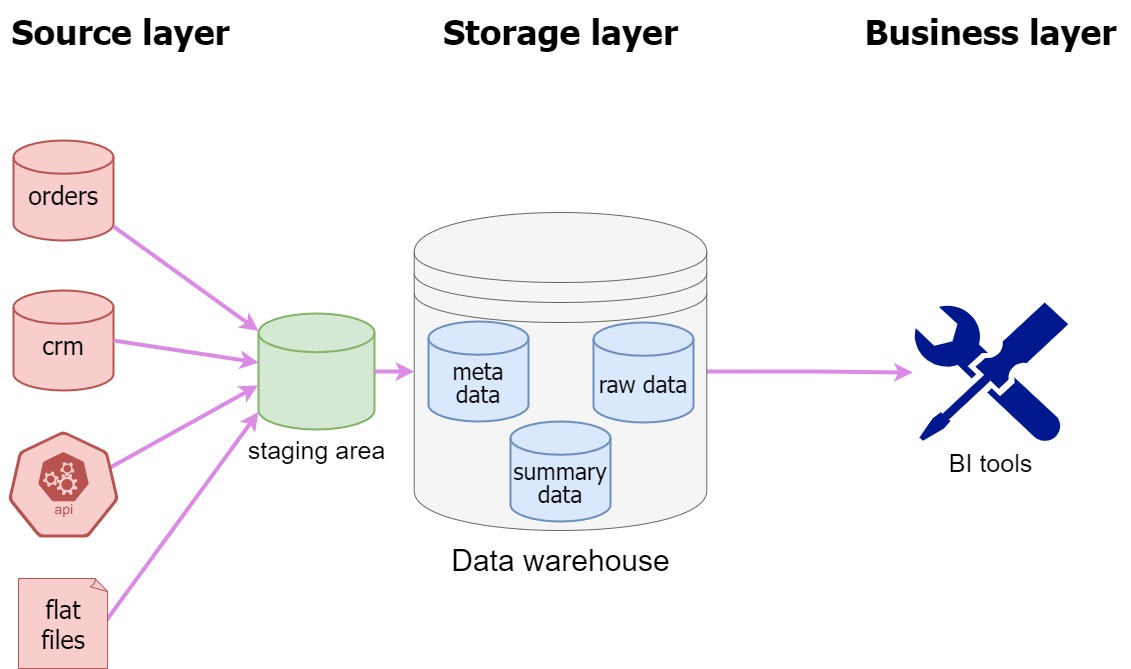 Source layer
Storage layer
Business layer
orders
crm
api
flat
files
staging area
meta
data
raw data
summary
data
Data warehouse
BI tools